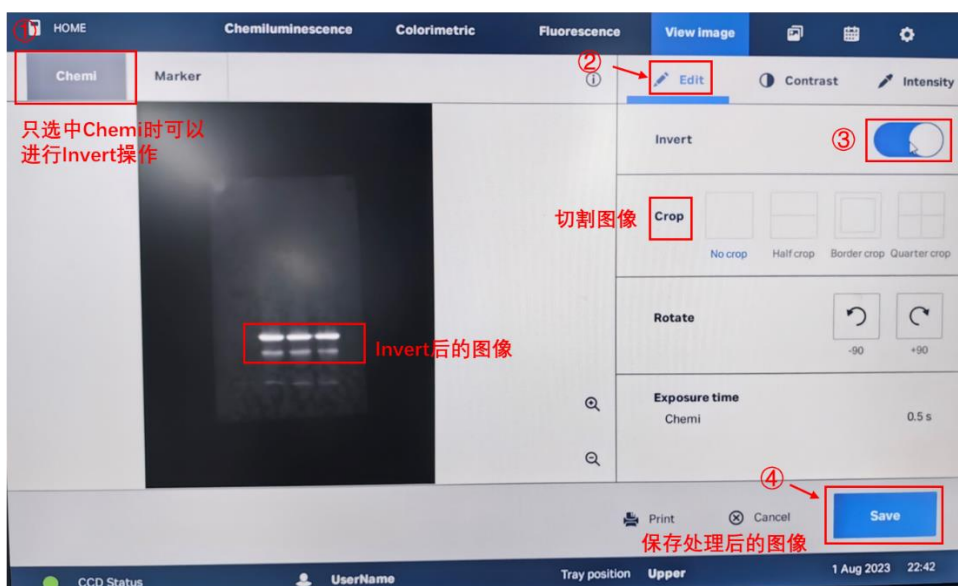 ①
HOME
Chemiluminescence
Colorimetric
Fluorescence
View image
Chemi
Marker
②
Edit
Contrast
Intensity
只选中Chemi时可以
进行Invert操作
Invert
③
切割图像
Crop
No crop
Half crop
Border crop
Quarter crop
Rotate
-90
+90
Invert后的图像
Exposure time
Chemi
0.5 s
④
Print
Cancel
Save
保存处理后的图像
CCD Status
UserName
Tray position
Upper
1 Aug 2023
22:42